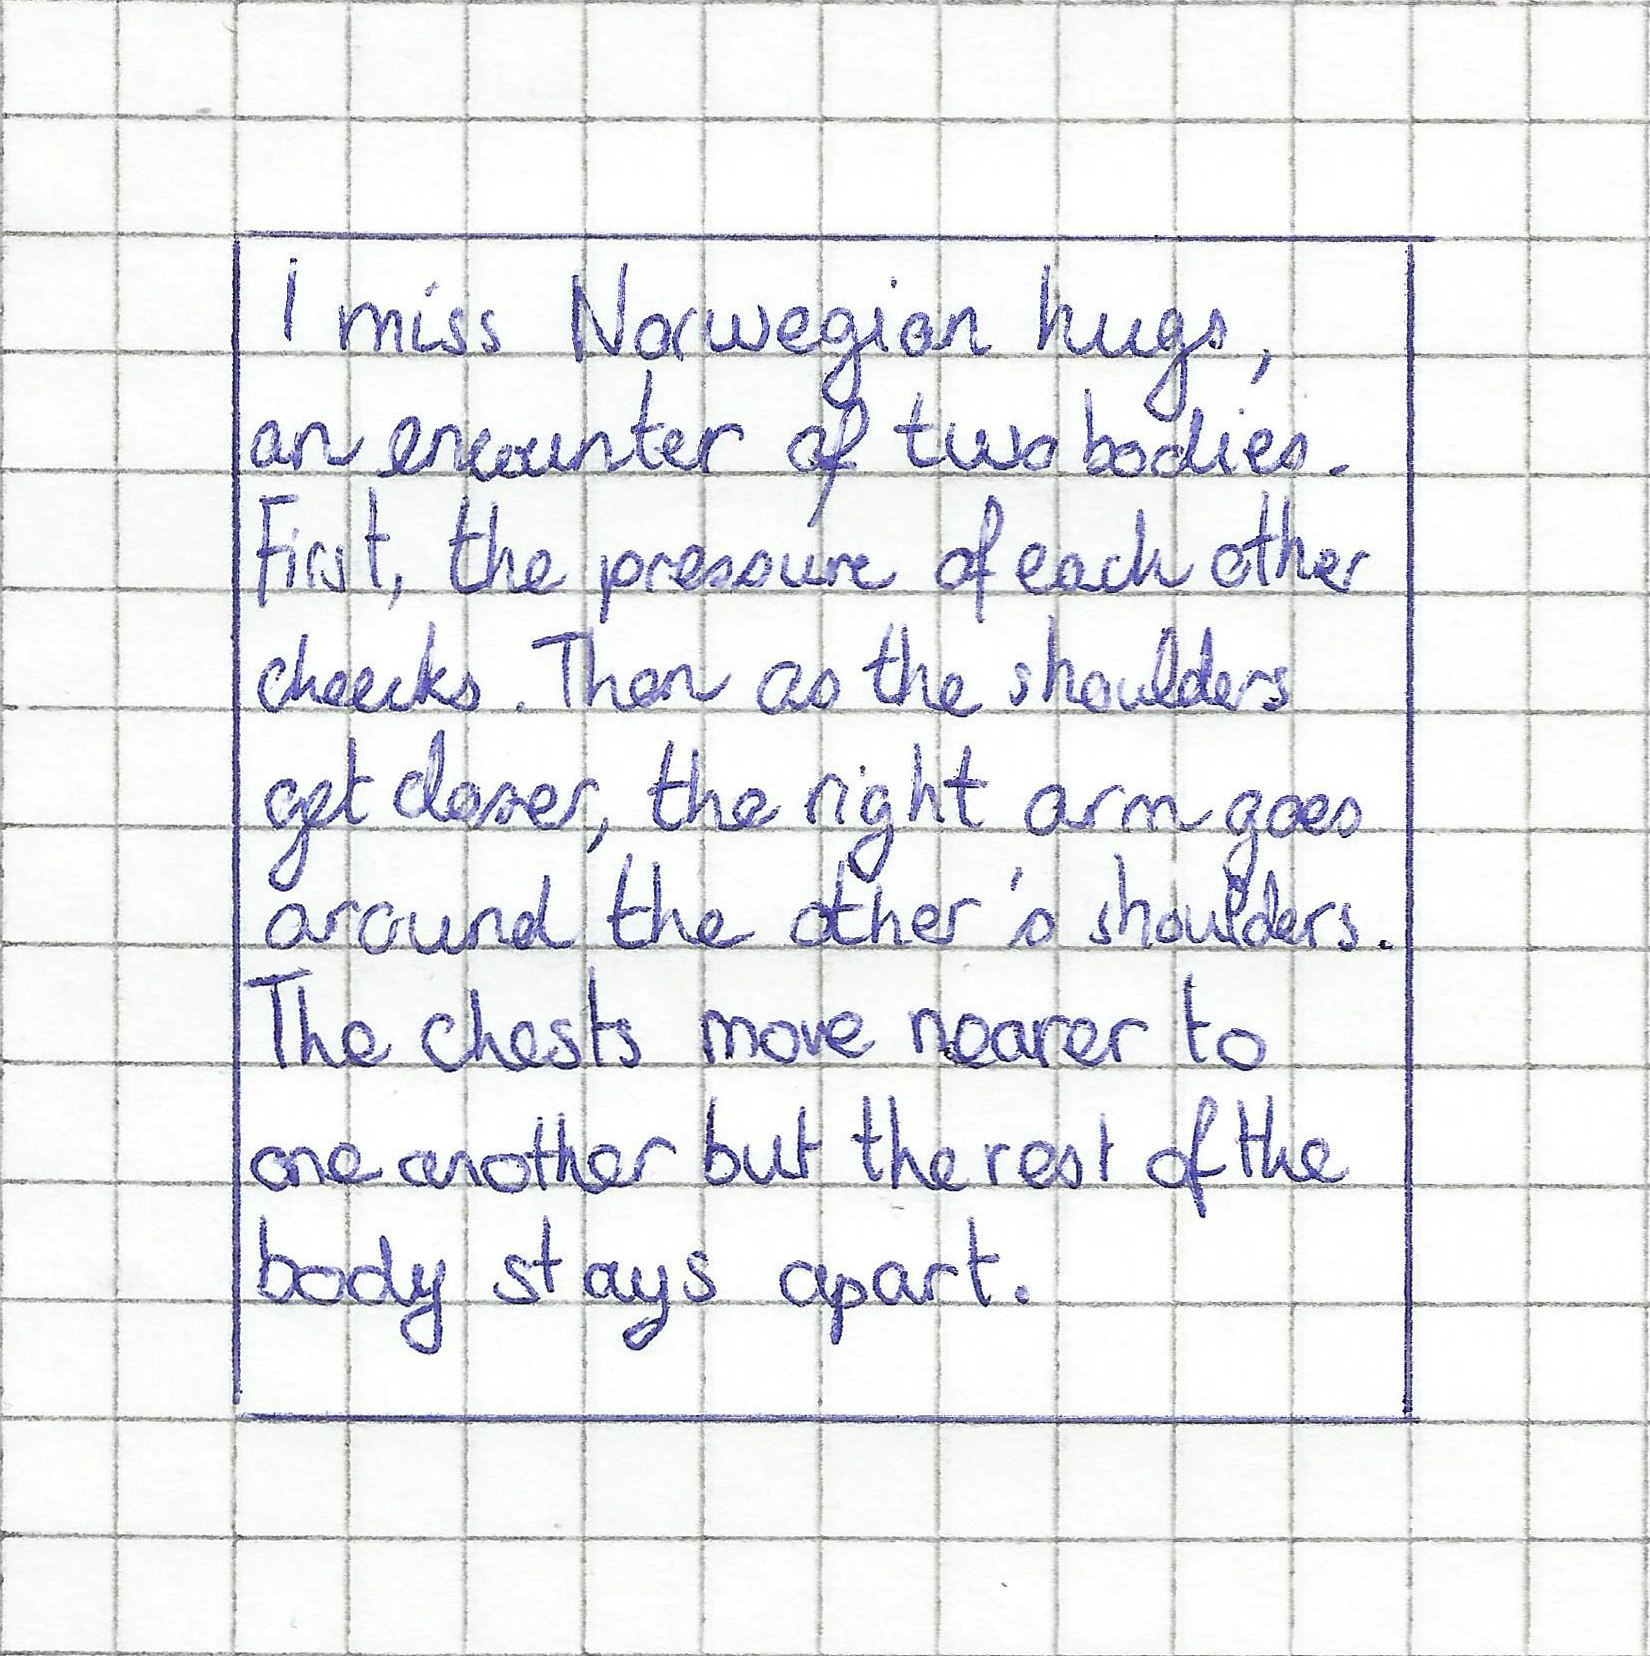 I miss Norwegian hugs,
an encounter of two bodies.
First, the pressure of each other
cheecks. Then as the shoulders
get closer, the right arm goes
around the other's shoulders.
The chests move nearer to
one another but the rest of the
body stays apart.